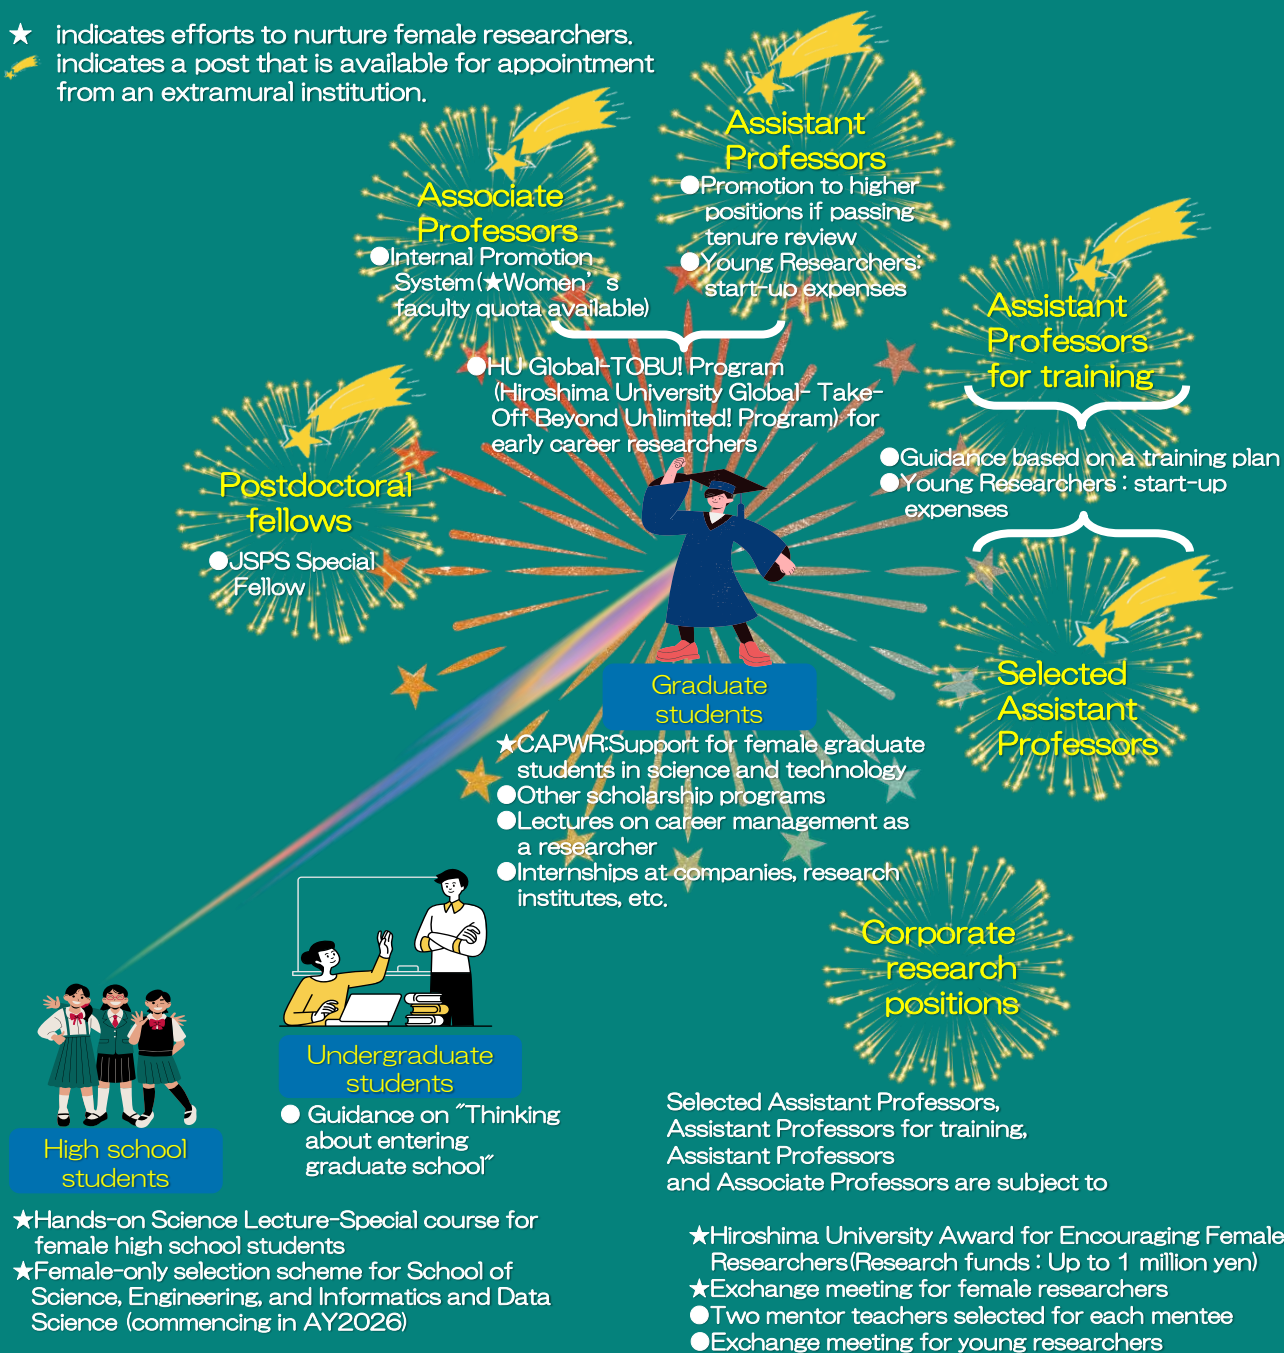 ★ indicates efforts to nurture female researchers.
indicates a post that is available for appointment
from an extramural institution.
Assistant
Professors
●Promotion to higher
positions if passing
tenure review
●Young Researchers:
start-up expenses
Associate
Professors
●Internal Promotion
System(★Women's
faculty quota available)
●HU Global-TOBU! Program
(Hiroshima University Global- Take-
Off Beyond Unlimited! Program) for
early career researchers
Assistant
Professors
for training
●Guidance based on a training plan
●Young Researchers : start-up
expenses
Postdoctoral
fellows
●JSPS Special
Fellow
Selected
Assistant
Professors
Graduate
students
★CAPWR:Support for female graduate
students in science and technology
●Other scholarship programs
●Lectures on career management as
a researcher
●Internships at companies, research
institutes, etc.
Corporate
research
positions
Undergraduate
students
● Guidance on "Thinking
about entering
graduate school"
High school
students
★Hands-on Science Lecture-Special course for
female high school students
★Female-only selection scheme for School of
Science, Engineering, and Informatics and Data
Science (commencing in AY2026)
Selected Assistant Professors,
Assistant Professors for training,
Assistant Professors
and Associate Professors are subject to
★Hiroshima University Award for Encouraging Female
Researchers(Research funds : Up to 1 million yen)
★Exchange meeting for female researchers
●Two mentor teachers selected for each mentee
●Exchange meeting for young researchers